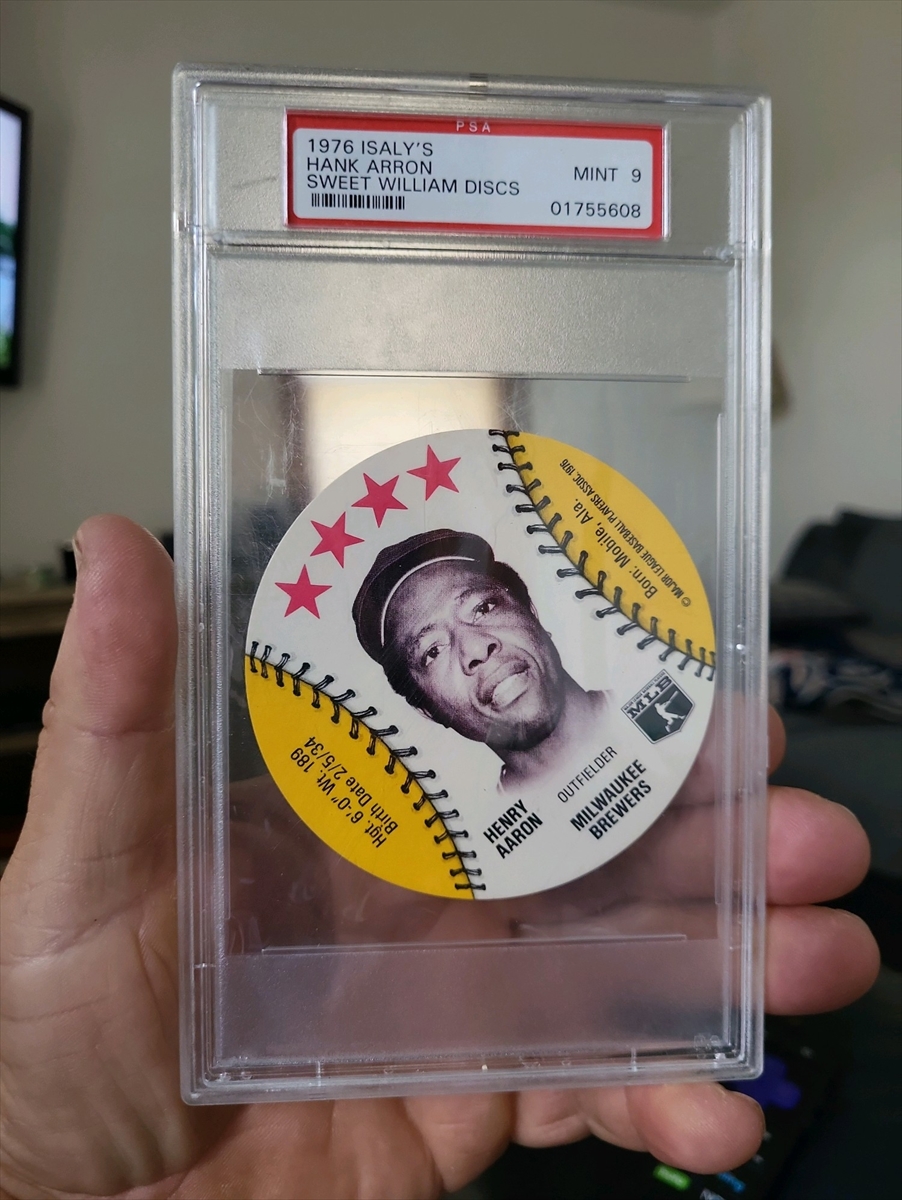 PSA
1976 ISALY'S
HANK ARRON
MINT 9
SWEET WILLIAM DISCS
01755608
© MAJOR LEAGUE BASEBALL PLAYERS ASSOC. 1976
Born: Mobile, Ala.
Hgt. 6'-0" Wt. 189
Birth Date 2/5/34
HENRY
AARON
OUTFIELDER
MILWAUKEE
BREWERS